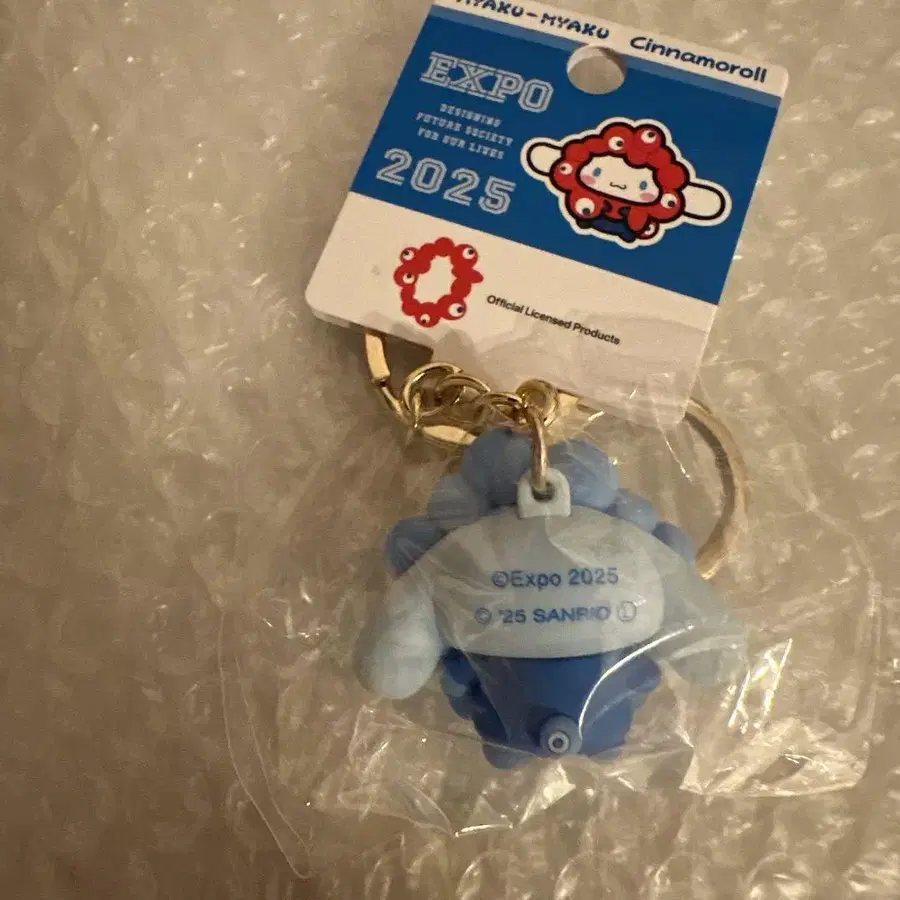 MYAKU-MYAKU Cinnamoroll
EXPO
DESIGNING
FUTURE SOCIETY
FOR OUR LIVES
2025
Official Licensed Products
©Expo 2025
© '25 SANRIO Ⓛ